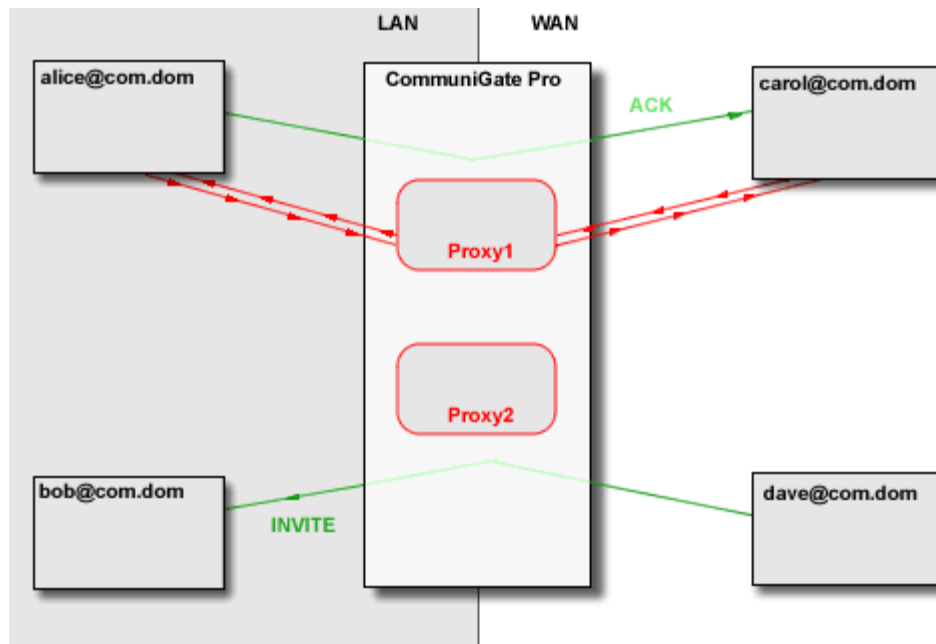 LAN
WAN
alice@com.dom
CommuniGate Pro
carol@com.dom
ACK
Proxy1
Proxy2
bob@com.dom
dave@com.dom
INVITE